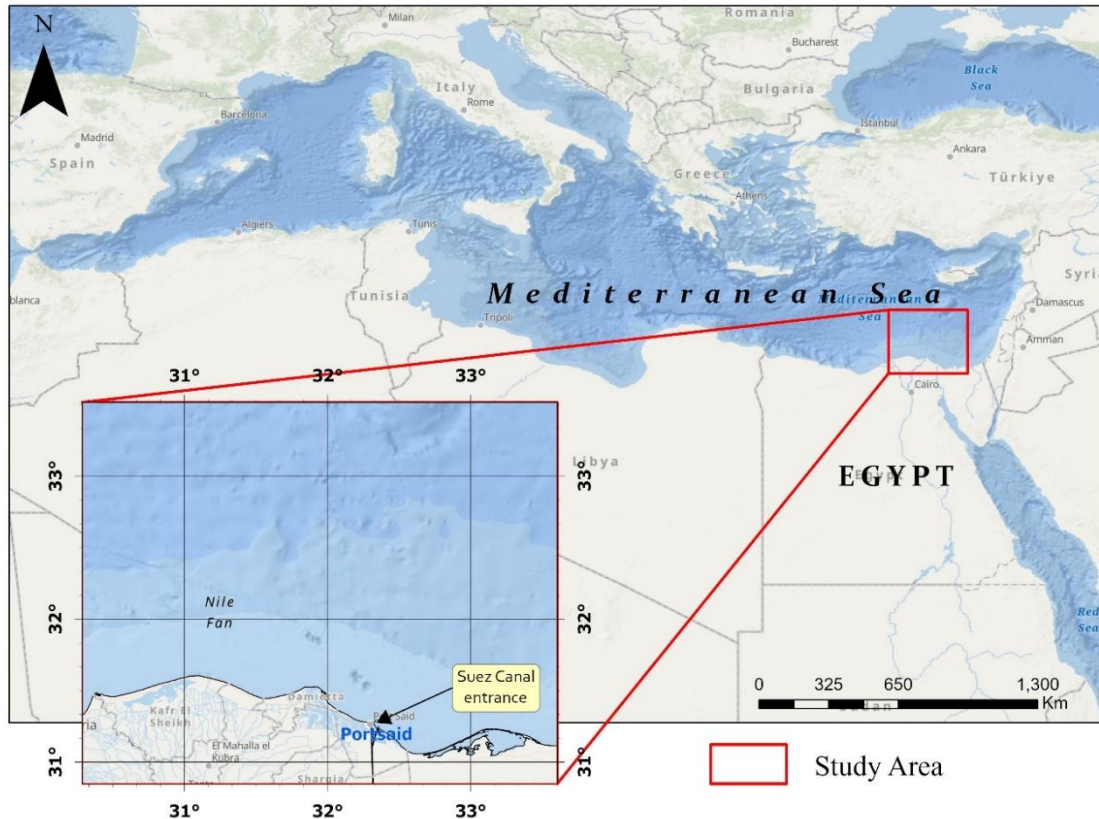 N
Milan
Romania
Bucharest
Black
Sea
Italy
Bulgaria
Barcelona
Rome
Istanbul
Madrid
Spain
Ankara
Greece
Türkiye
Athens
Algiers
Tunis
Syria
Mediterranean Sea
Tunisia
Sea
Damascus
Tripoli
Amman
31°
32°
33°
Cairo
Libya
EGYPT
33°
33°
Nile
Fan
32°
32°
Red
Sea
Suez Canal
entrance
Damietta
Kafr El
Sheikh
Portsaid
0 325 650 1,300
Km
El Mahalla el
Kubra
31°
31°
Sharqia
Study Area
31°
32°
33°